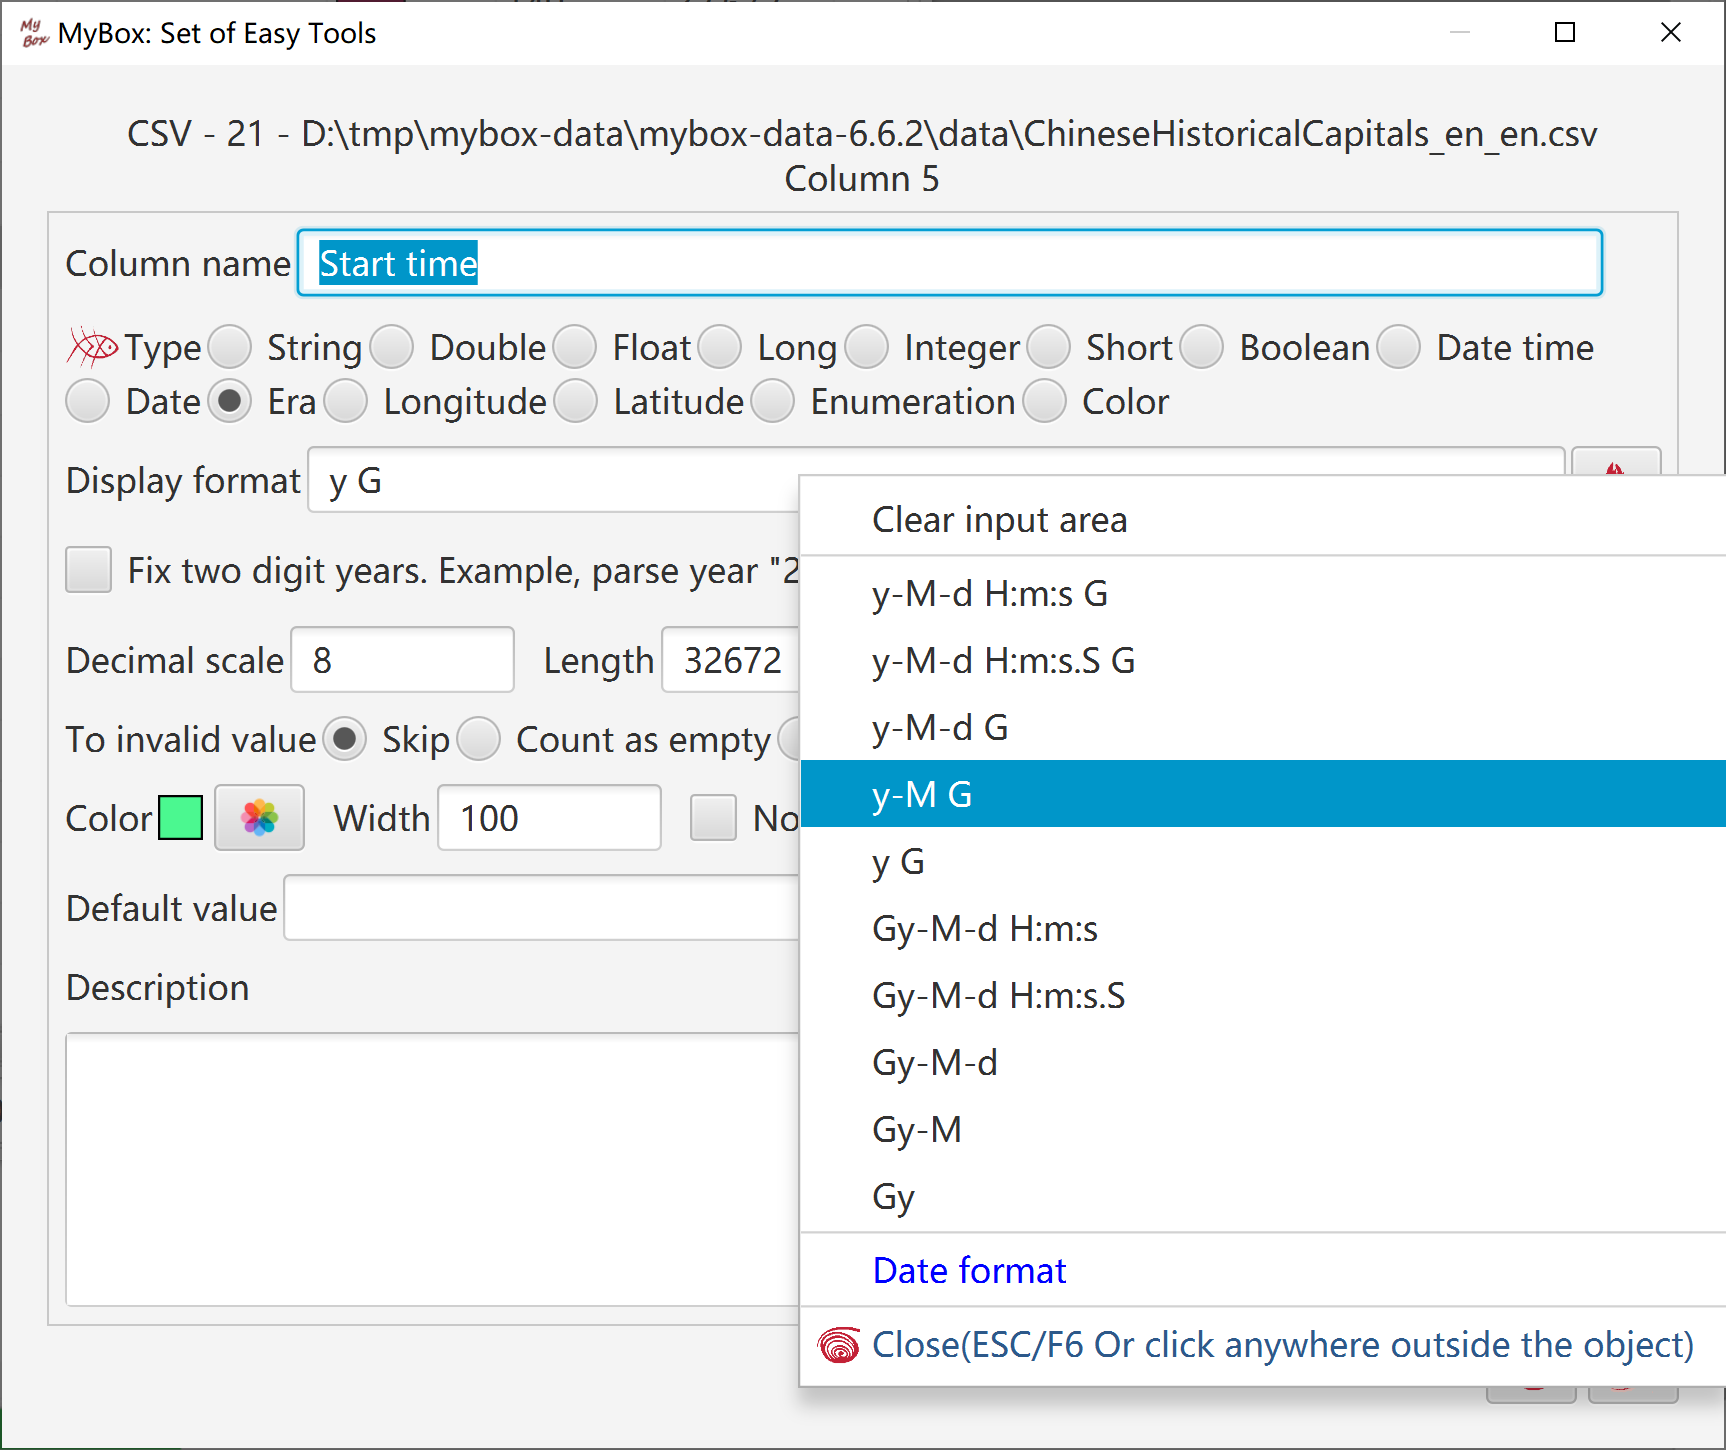 My Box MyBox: Set of Easy Tools
CSV - 21 - D:\tmp\mybox-data\mybox-data-6.6.2\data\ChineseHistoricalCapitals_en_en.csv
Column 5
Column name Start time
Type String Double Float Long Integer Short Boolean Date time
Date Era Longitude Latitude Enumeration Color
Display format y G
Fix two digit years. Example, parse year "2
Decimal scale 8 Length 32672
To invalid value Skip Count as empty
Color Width 100 No
Default value
Description
Clear input area
y-M-d H:m:s G
y-M-d H:m:s.S G
y-M-d G
y-M G
y G
Gy-M-d H:m:s
Gy-M-d H:m:s.S
Gy-M-d
Gy-M
Gy
Date format
Close(ESC/F6 Or click anywhere outside the object)